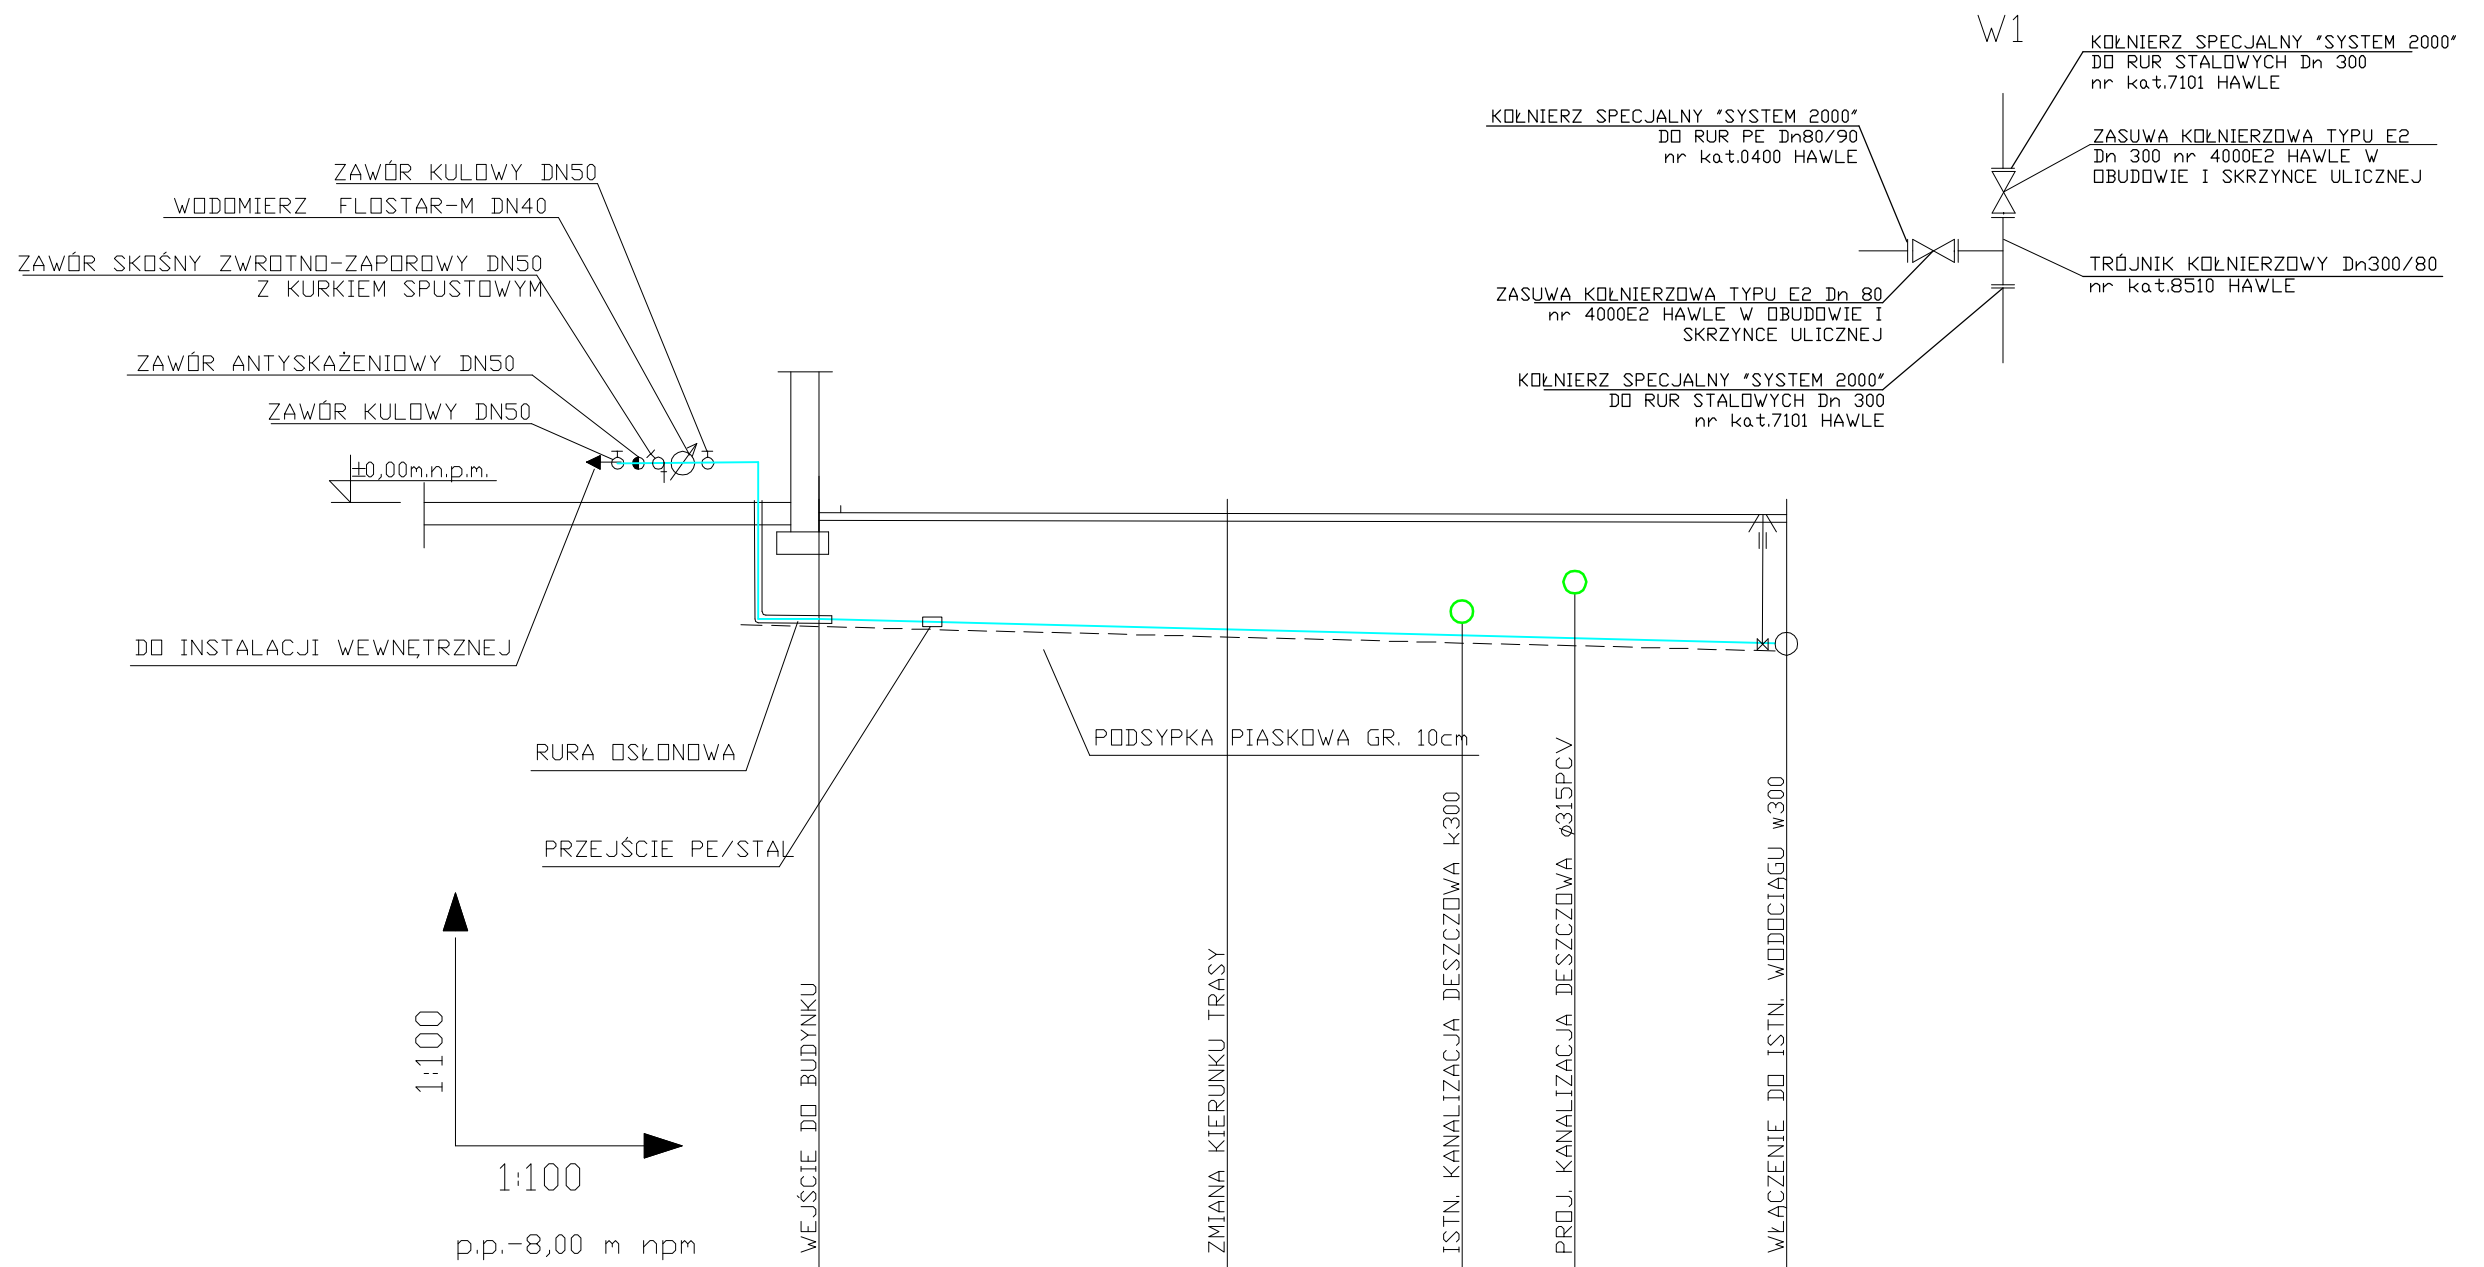 W1
KOŁNIERZ SPECJALNY "SYSTEM 2000"
DO RUR STALOWYCH Dn 300
nr kat.7101 HAWLE
KOŁNIERZ SPECJALNY "SYSTEM 2000"
DO RUR PE Dn80/90
nr kat.0400 HAWLE
ZASUWA KOŁNIERZOWA TYPU E2
Dn 300 nr 4000E2 HAWLE W
OBUDOWIE I SKRZYNCE ULICZNEJ
TRÓJNIK KOŁNIERZOWY Dn300/80
nr kat.8510 HAWLE
ZASUWA KOŁNIERZOWA TYPU E2 Dn 80
nr 4000E2 HAWLE W OBUDOWIE I
SKRZYNCE ULICZNEJ
KOŁNIERZ SPECJALNY "SYSTEM 2000"
DO RUR STALOWYCH Dn 300
nr kat.7101 HAWLE
ZAWÓR KULOWY DN50
WODOMIERZ FLOSTAR-M DN40
ZAWÓR SKOŚNY ZWROTNO-ZAPOROWY DN50
Z KURKIEM SPUSTOWYM
ZAWÓR ANTYSKAŻENIOWY DN50
ZAWÓR KULOWY DN50
±0,00m.n.p.m.
DO INSTALACJI WEWNĘTRZNEJ
RURA OSŁONOWA
PODSYPKA PIASKOWA GR. 10cm
PRZEJŚCIE PE/STAL
1:100
1:100
p.p.-8,00 m npm
WEJŚCIE DO BUDYNKU
ZMIANA KIERUNKU TRASY
ISTN. KANALIZACJA DESZCZOWA k300
PROJ. KANALIZACJA DESZCZOWA ø315PCV
WŁĄCZENIE DO ISTN. WODOCIĄGU w300